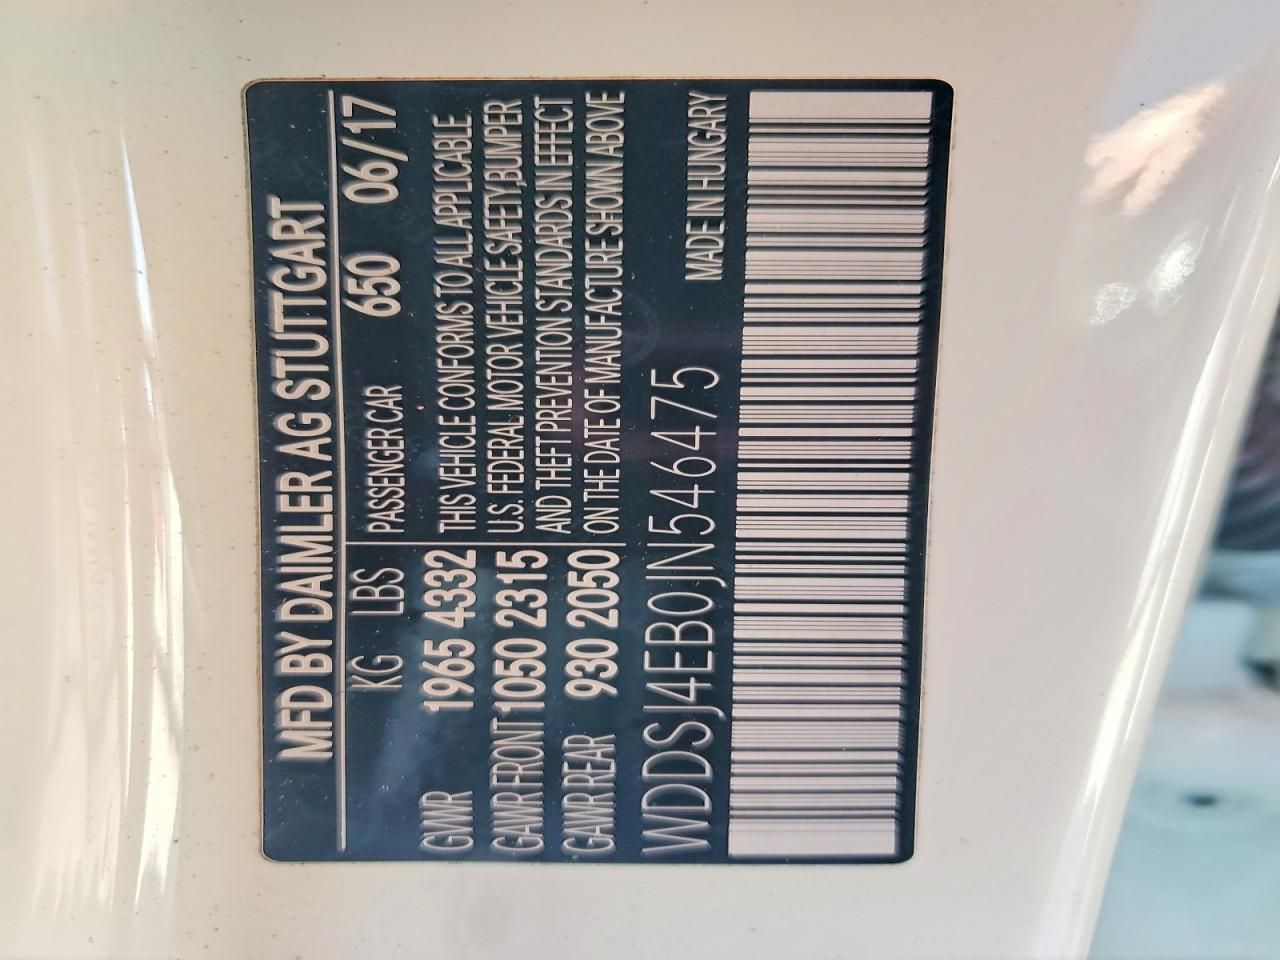 MFD BY DAIMLER AG STUTTGART
KG LBS PASSENGER CAR 650 06/17
GVWR 1965 4332 THIS VEHICLE CONFORMS TO ALL APPLICABLE
GAWR FRONT 1050 2315 U.S. FEDERAL MOTOR VEHICLE SAFETY,BUMPER
AND THEFT PREVENTION STANDARDS IN EFFECT
GAWR REAR 930 2050 ON THE DATE OF MANUFACTURE SHOWN ABOVE
WDDSJ4EB0JN546475 MADE IN HUNGARY